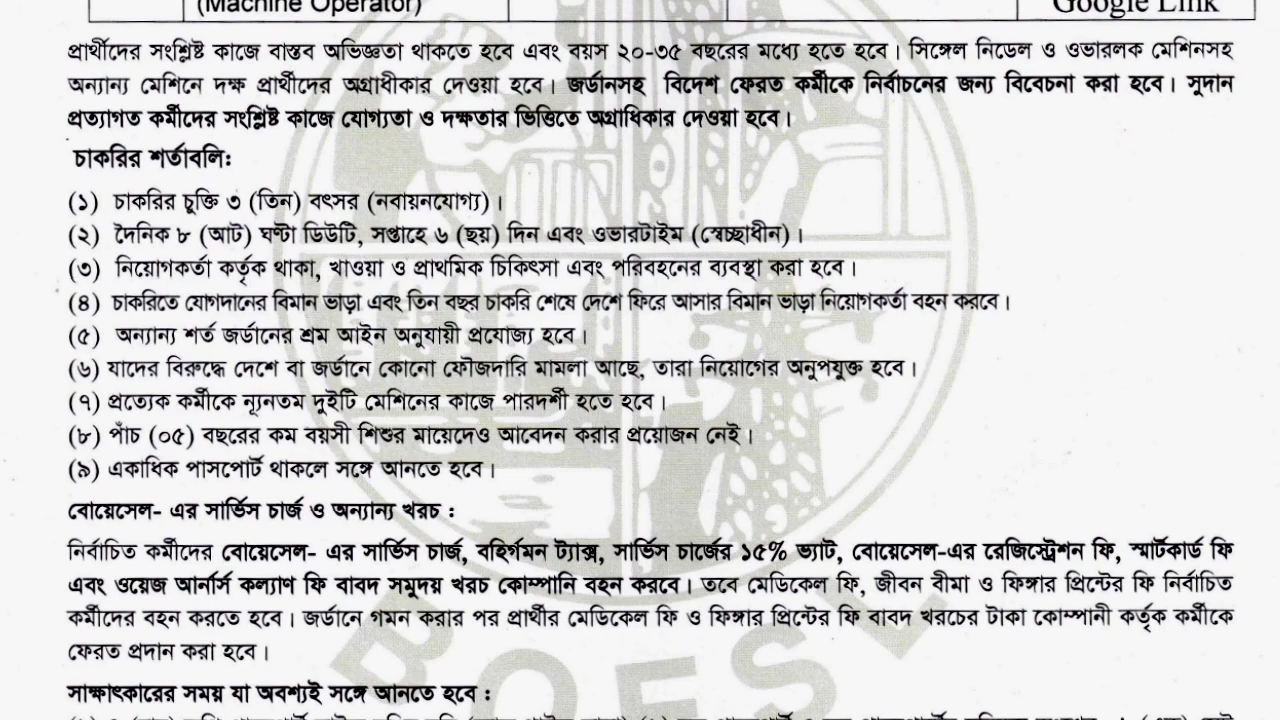 (Machine Operator)
Google Link
প্রার্থীদের সংশ্লিষ্ট কাজে বাস্তব অভিজ্ঞতা থাকতে হবে এবং বয়স ২০-৩৫ বছরের মধ্যে হতে হবে। সিঙ্গেল নিডেল ও ওভারলক মেশিনসহ
অন্যান্য মেশিনে দক্ষ প্রার্থীদের অগ্রাধীকার দেওয়া হবে। জর্ডানসহ বিদেশ ফেরত কর্মীকে নির্বাচনের জন্য বিবেচনা করা হবে। সুদান
প্রত্যাগত কর্মীদের সংশ্লিষ্ট কাজে যোগ্যতা ও দক্ষতার ভিত্তিতে অগ্রাধিকার দেওয়া হবে।
চাকরির শর্তাবলি:
(১) চাকরির চুক্তি ৩ (তিন) বৎসর (নবায়নযোগ্য)।
(২) দৈনিক ৮ (আট) ঘণ্টা ডিউটি, সপ্তাহে ৬ (ছয়) দিন এবং ওভারটাইম (স্বেচ্ছাধীন)।
(৩) নিয়োগকর্তা কর্তৃক থাকা, খাওয়া ও প্রাথমিক চিকিৎসা এবং পরিবহনের ব্যবস্থা করা হবে।
(৪) চাকরিতে যোগদানের বিমান ভাড়া এবং তিন বছর চাকরি শেষে দেশে ফিরে আসার বিমান ভাড়া নিয়োগকর্তা বহন করবে।
(৫) অন্যান্য শর্ত জর্ডানের শ্রম আইন অনুযায়ী প্রযোজ্য হবে।
(৬) যাদের বিরুদ্ধে দেশে বা জর্ডানে কোনো ফৌজদারি মামলা আছে, তারা নিয়োগের অনুপযুক্ত হবে।
(৭) প্রত্যেক কর্মীকে ন্যূনতম দুইটি মেশিনের কাজে পারদর্শী হতে হবে।
(৮) পাঁচ (০৫) বছরের কম বয়সী শিশুর মায়েদেও আবেদন করার প্রয়োজন নেই।
(৯) একাধিক পাসপোর্ট থাকলে সঙ্গে আনতে হবে।
বোয়েসেল- এর সার্ভিস চার্জ ও অন্যান্য খরচ :
নির্বাচিত কর্মীদের বোয়েসেল- এর সার্ভিস চার্জ, বহির্গমন ট্যাক্স, সার্ভিস চার্জের ১৫% ভ্যাট, বোয়েসেল-এর রেজিস্ট্রেশন ফি, স্মার্টকার্ড ফি
এবং ওয়েজ আর্নার্স কল্যাণ ফি বাবদ সমুদয় খরচ কোম্পানি বহন করবে। তবে মেডিকেল ফি, জীবন বীমা ও ফিঙ্গার প্রিন্টের ফি নির্বাচিত
কর্মীদের বহন করতে হবে। জর্ডানে গমন করার পর প্রার্থীর মেডিকেল ফি ও ফিঙ্গার প্রিন্টের ফি বাবদ খরচের টাকা কোম্পানী কর্তৃক কর্মীকে
ফেরত প্রদান করা হবে।
BOESL
সাক্ষাৎকারের সময় যা অবশ্যই সঙ্গে আনতে হবে :